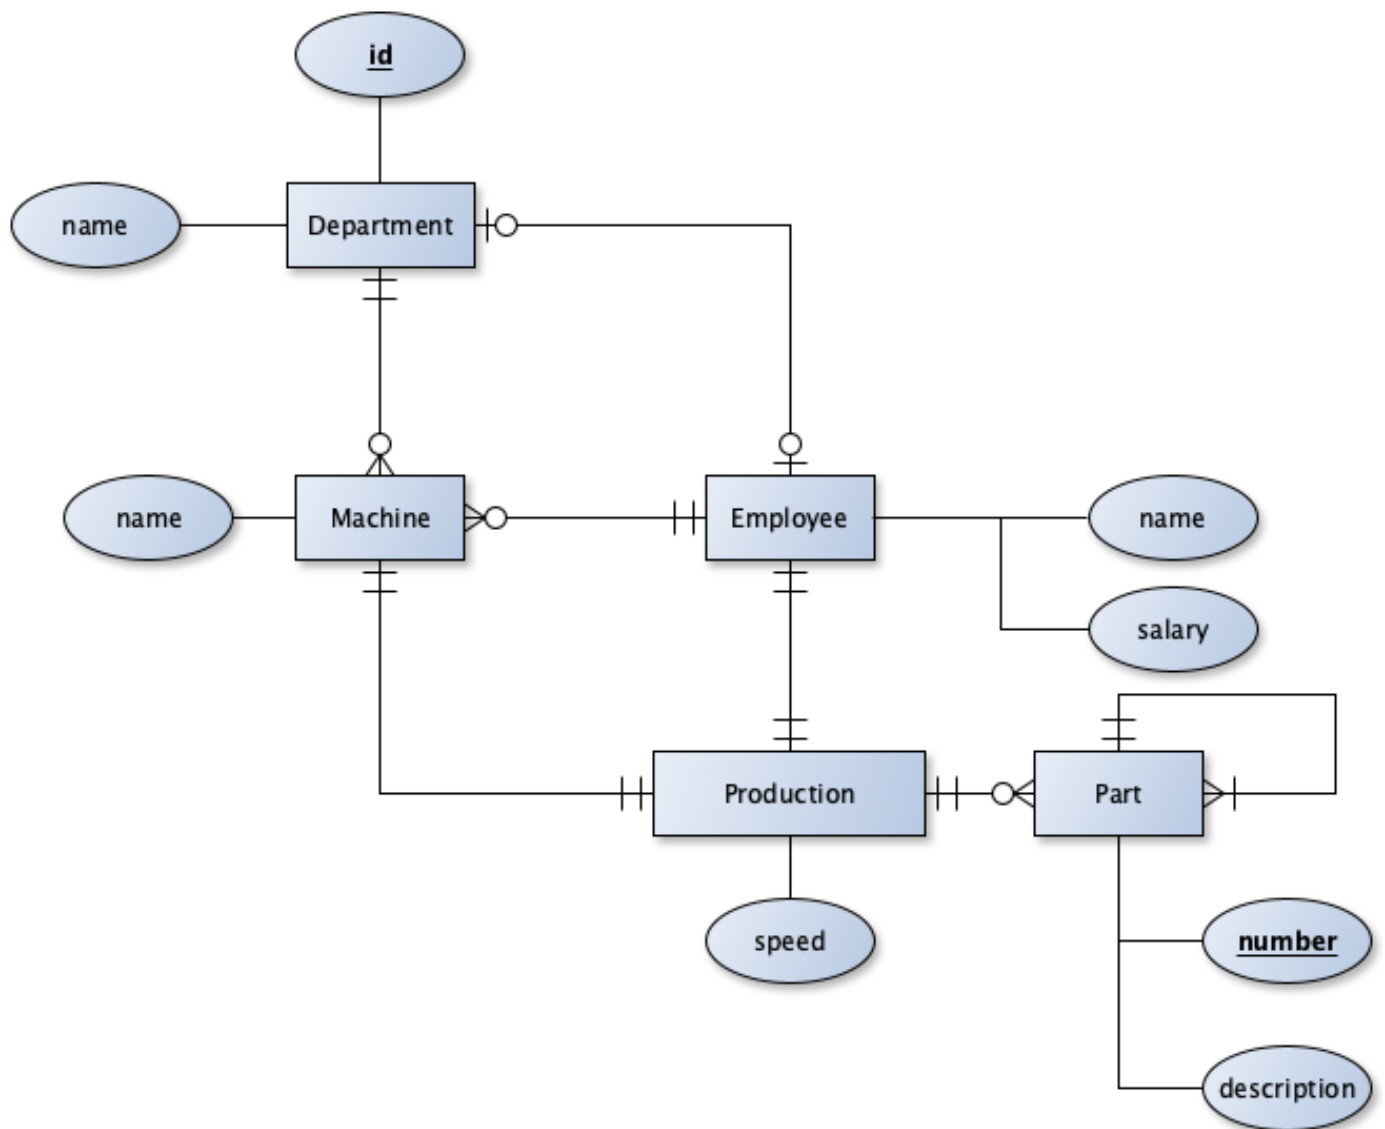 id
name
Department
name
Machine
Employee
name
salary
Production
Part
speed
number
description